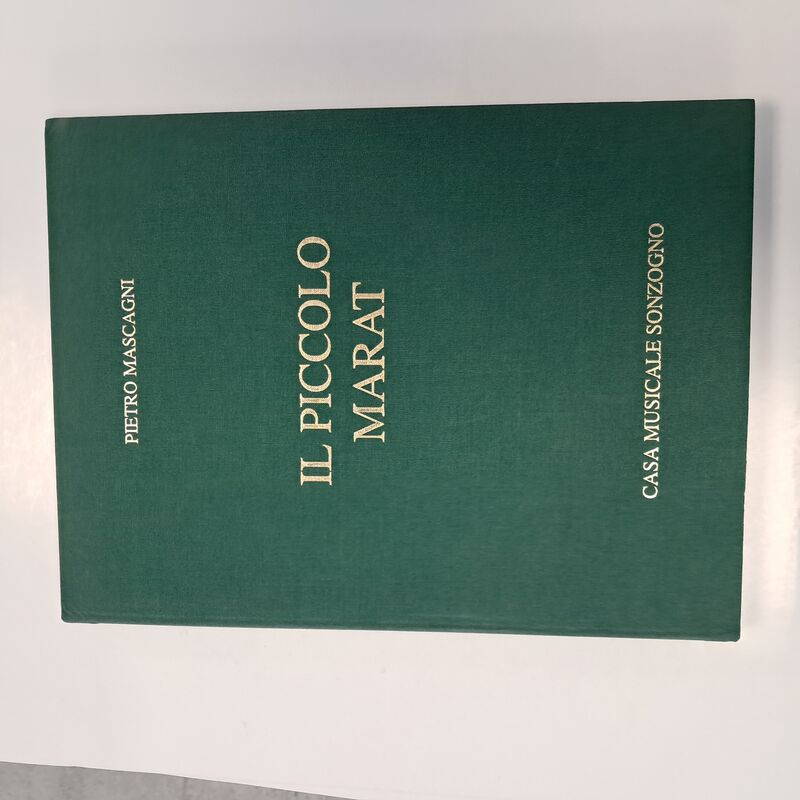 PIETRO MASCAGNI
IL PICCOLO
MARAT
CASA MUSICALE SONZOGNO